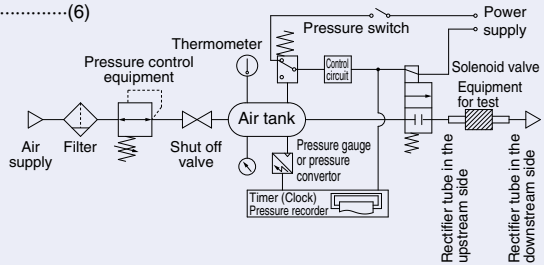 (6)
Pressure switch
Power
supply
Thermometer
Pressure control
equipment
Control
circuit
Solenoid valve
Equipment
for test
Air tank
Air
supply
Filter
Shut off
valve
Pressure gauge
or pressure
convertor
Timer (Clock)
Pressure recorder
Rectifier tube in the
upstream side
Rectifier tube in the
downstream side